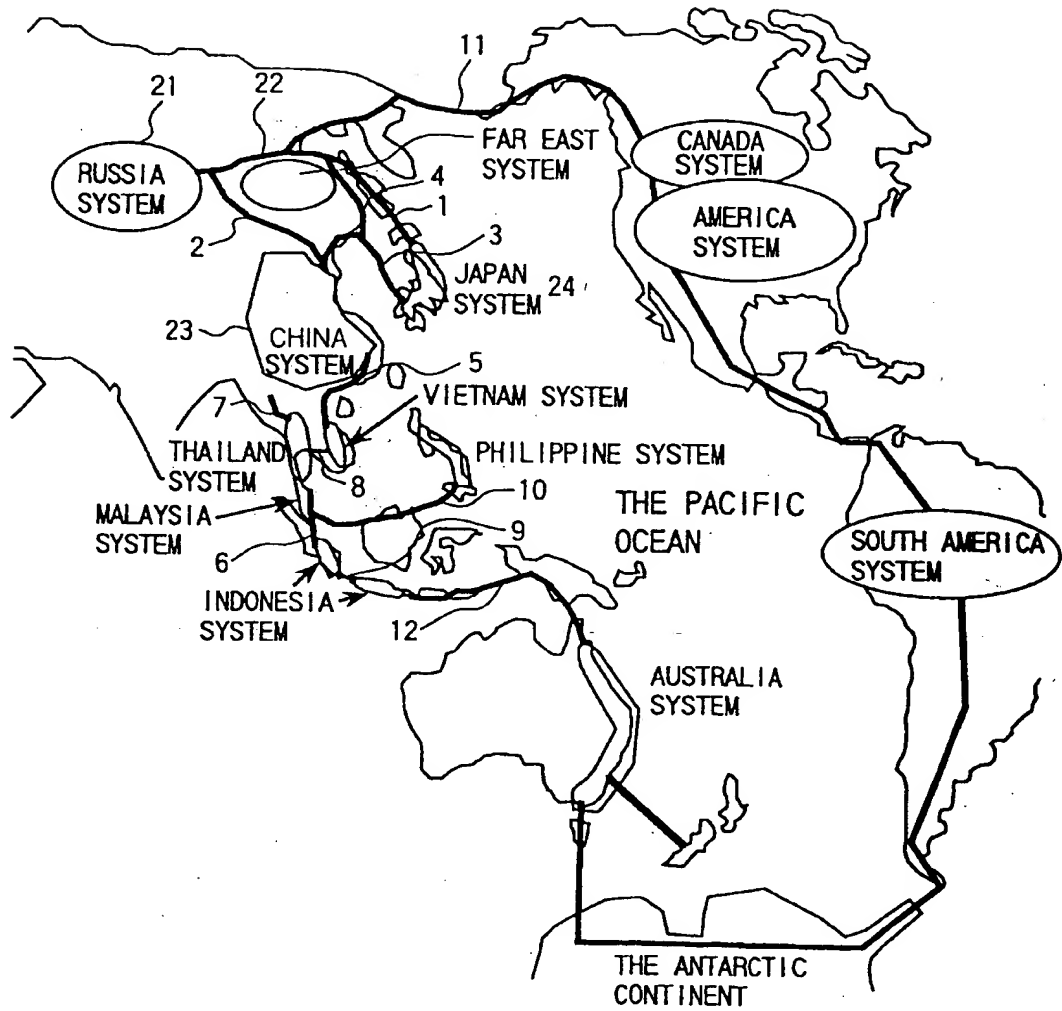 11
21
22
FAR EAST
SYSTEM
CANADA
SYSTEM
RUSSIA
SYSTEM
4
1
AMERICA
SYSTEM
2
3
JAPAN
SYSTEM 24
23
CHINA
SYSTEM
5
VIETNAM SYSTEM
7
THAILAND
SYSTEM
PHILIPPINE SYSTEM
8
10
MALAYSIA
SYSTEM
THE PACIFIC
OCEAN
9
6
SOUTH AMERICA
SYSTEM
INDONESIA
SYSTEM
12
AUSTRALIA
SYSTEM
THE ANTARCTIC
CONTINENT